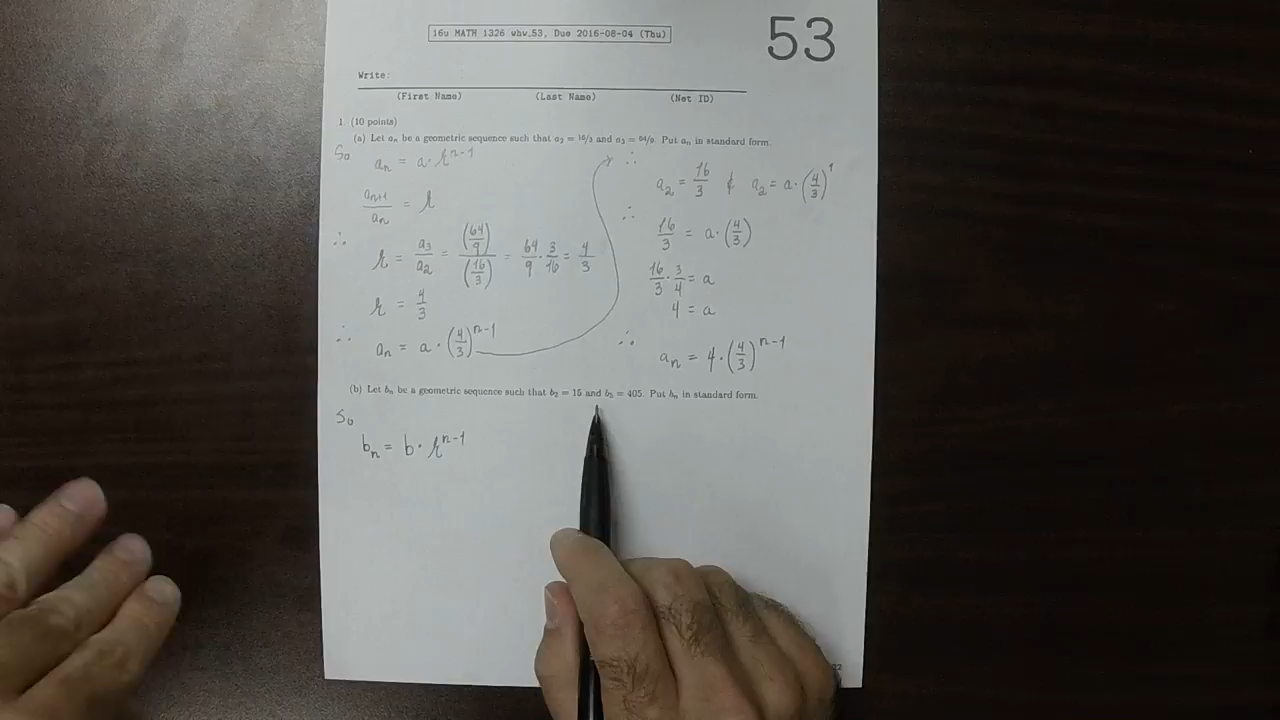 53
16u MATH 1326 whw_53, Due 2016-08-04 (Thu)
Write:
(First Name) (Last Name) (Net ID)
1. (10 points)
(a) Let aₙ be a geometric sequence such that a₂ = 16/3 and a₃ = 64/9. Put aₙ in standard form.
So
aₙ = a · r^(n-1)
aₙ₊₁/aₙ = r
∴
r = a₃/a₂ = (64/9)/(16/3) = 64/9 · 3/16 = 4/3
r = 4/3
∴
aₙ = a · (4/3)^(n-1)
∴
a₂ = 16/3 & a₂ = a · (4/3)^1
∴
16/3 = a · (4/3)
16/3 · 3/4 = a
4 = a
∴
aₙ = 4 · (4/3)^(n-1)
(b) Let bₙ be a geometric sequence such that b₂ = 15 and b₅ = 405. Put bₙ in standard form.
So
bₙ = b · r^(n-1)